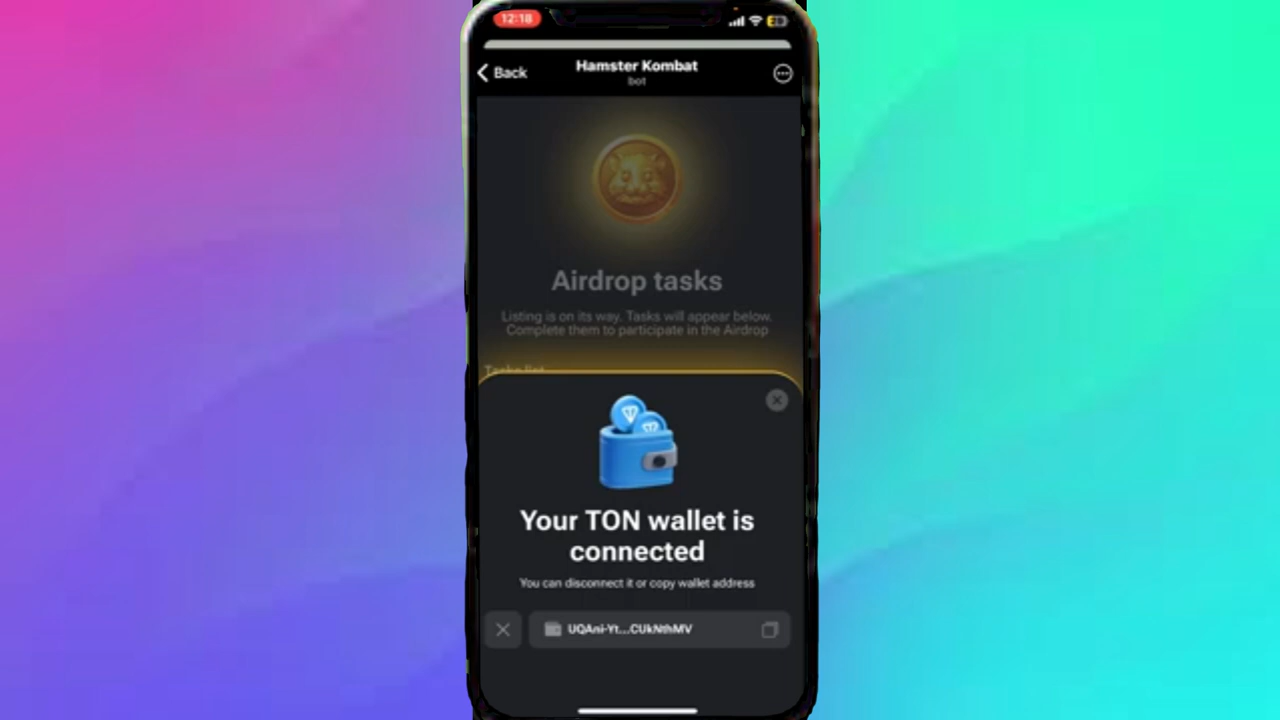 12:18
Back
Hamster Kombat
bot
Airdrop tasks
Listing is on its way. Tasks will appear below.
Complete them to participate in the Airdrop
Tasks list
Your TON wallet is
connected
You can disconnect it or copy wallet address
UQAni-Yt...CUkNthMV